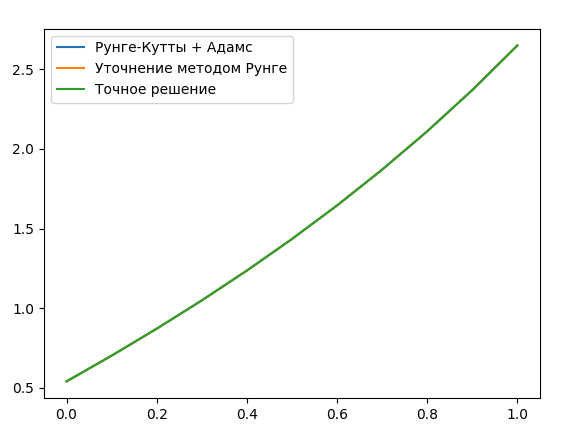 Рунге-Кутты + Адамс
Уточнение методом Рунге
Точное решение
2.5
2.0
1.5
1.0
0.5
0.0 0.2 0.4 0.6 0.8 1.0